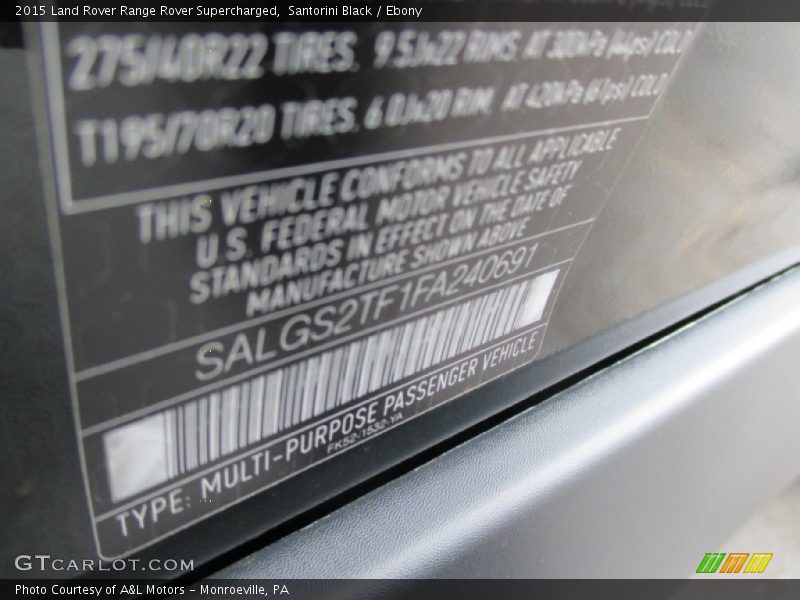 2015 Land Rover Range Rover Supercharged,  Santorini Black / Ebony
275/40R22 TIRES.  9.5Jx22 RIMS. AT 300kPa (44psi) COLD
T195/70R20 TIRES. 6.0Jx20 RIM, AT 420kPa (61psi) COLD
THIS VEHICLE CONFORMS TO ALL APPLICABLE
U.S. FEDERAL MOTOR VEHICLE SAFETY
STANDARDS IN EFFECT ON THE DATE OF
MANUFACTURE SHOWN ABOVE
SALGS2TF1FA240691
TYPE: MULTI-PURPOSE PASSENGER VEHICLE
FK52-1532-YA
GTCARLOT.COM
Photo Courtesy of A&L Motors – Monroeville, PA